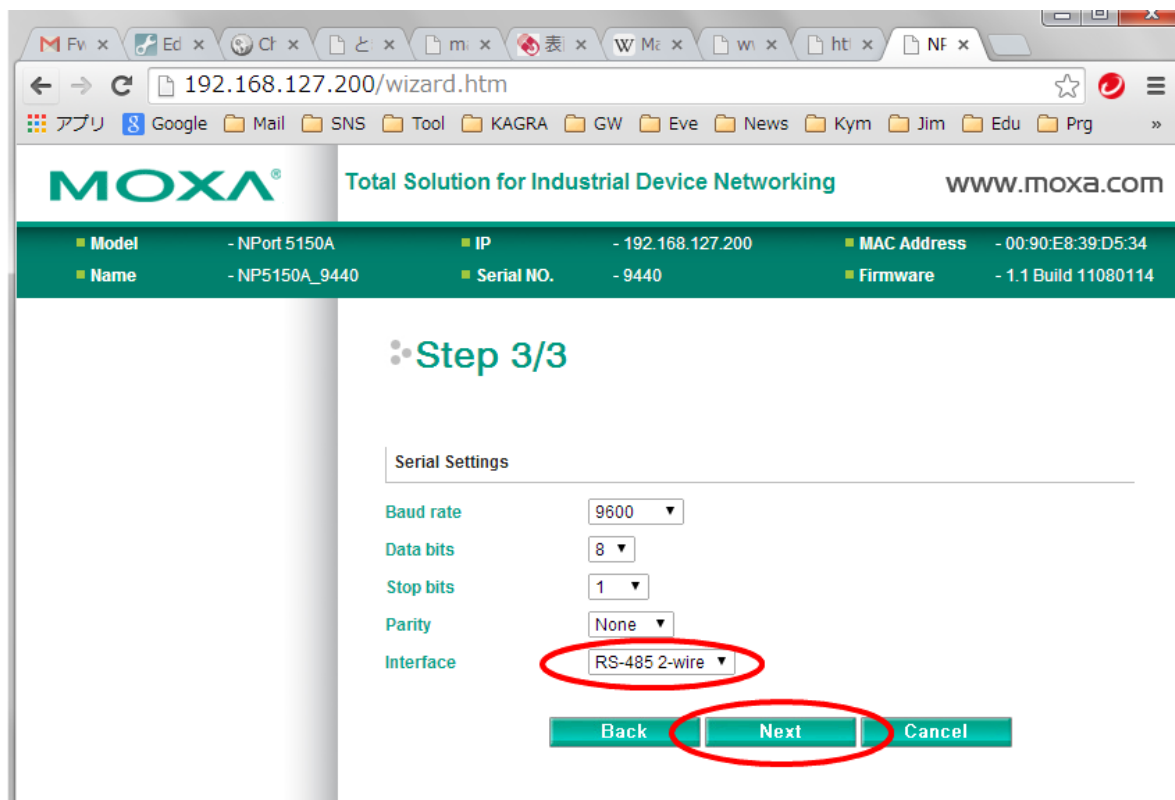 Fw Ed Ch と m 表 W Ma wv ht NP
192.168.127.200/wizard.htm
アプリ Google Mail SNS Tool KAGRA GW Eve News Kym Jim Edu Prg »
MOXA® Total Solution for Industrial Device Networking www.moxa.com
Model - NPort 5150A IP - 192.168.127.200 MAC Address - 00:90:E8:39:D5:34
Name - NP5150A_9440 Serial NO. - 9440 Firmware - 1.1 Build 11080114
Step 3/3
Serial Settings
Baud rate 9600
Data bits 8
Stop bits 1
Parity None
Interface RS-485 2-wire
Back Next Cancel